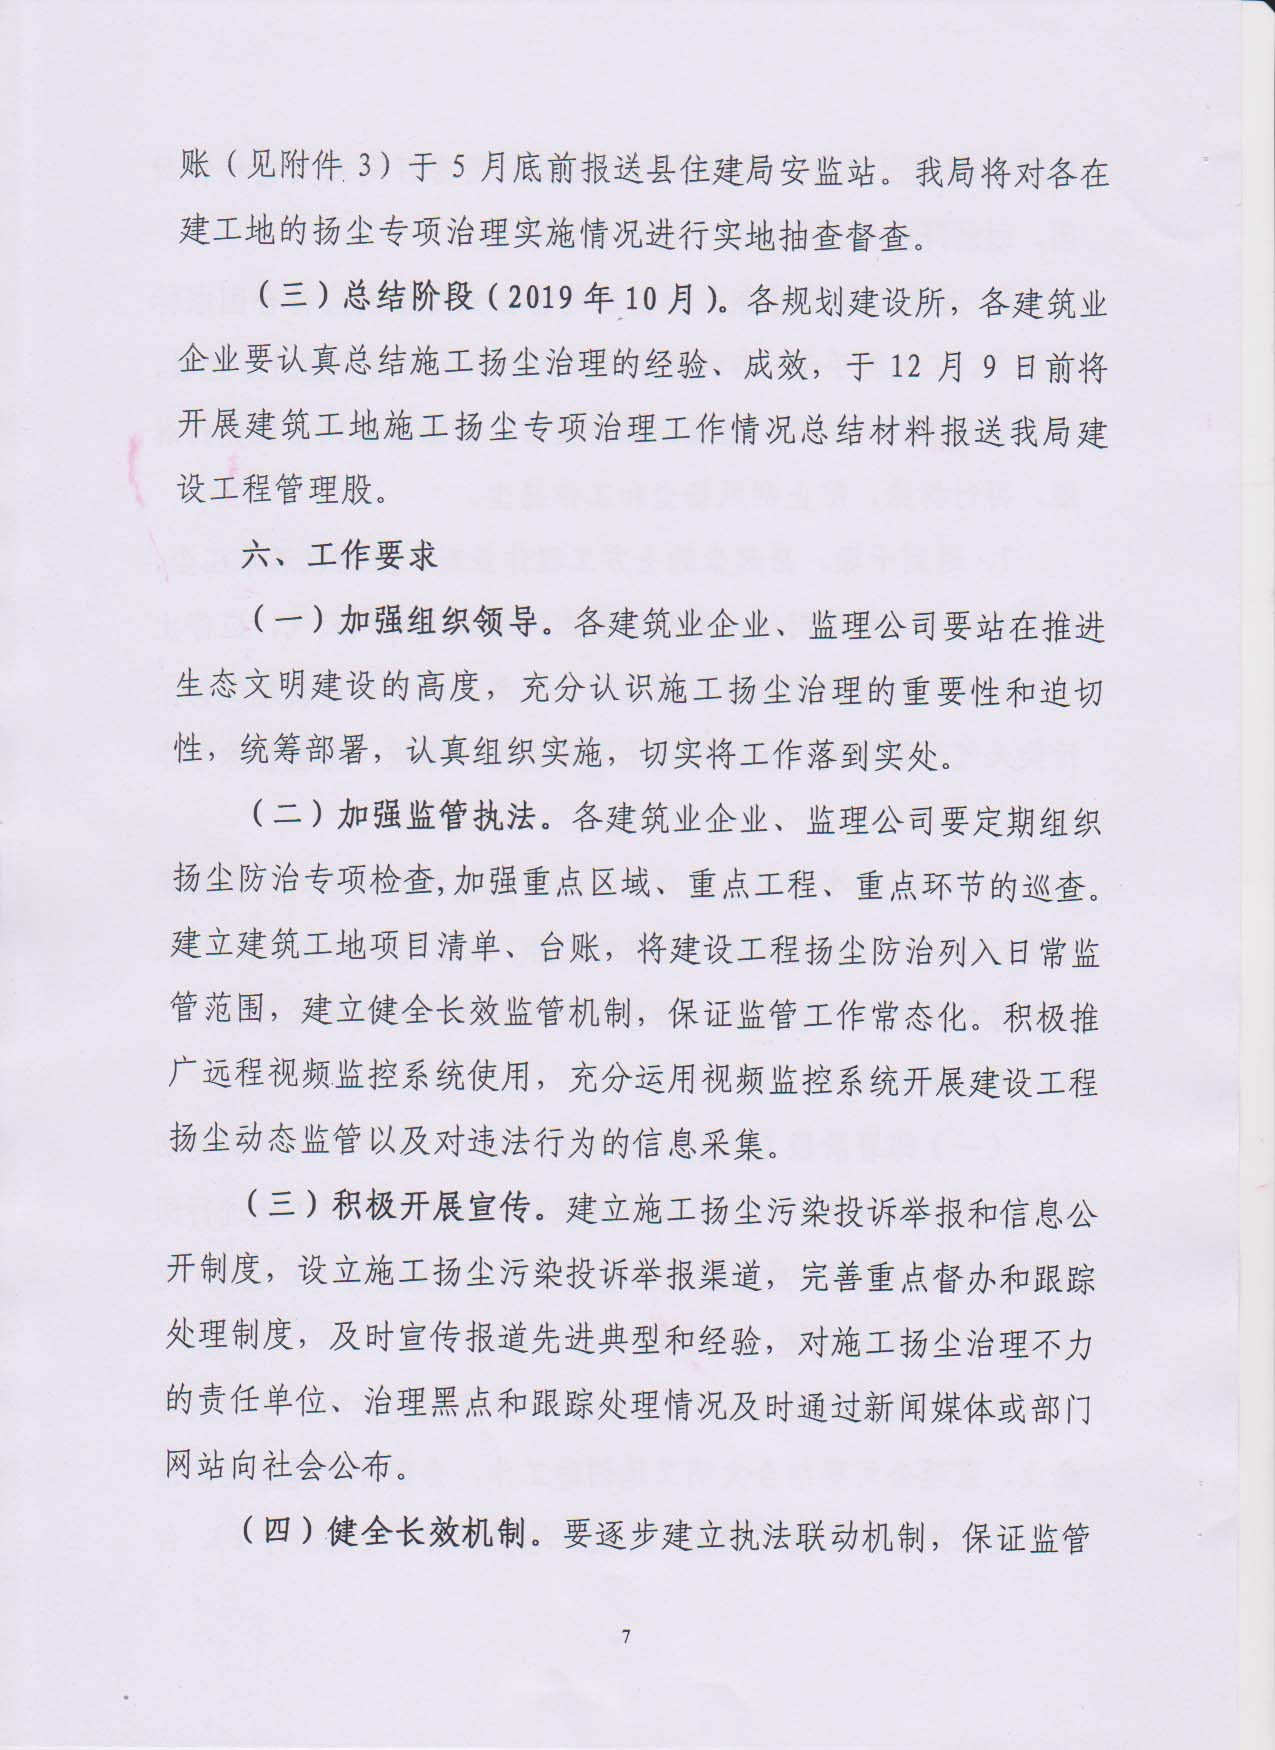 账（见附件 3）于 5 月底前报送县住建局安监站。我局将对各在
建工地的扬尘专项治理实施情况进行实地抽查督查。
（三）总结阶段（2019 年 10 月）。各规划建设所，各建筑业
企业要认真总结施工扬尘治理的经验、成效，于 12 月 9 日前将
开展建筑工地施工扬尘专项治理工作情况总结材料报送我局建
设工程管理股。
六、工作要求
（一）加强组织领导。各建筑业企业、监理公司要站在推进
生态文明建设的高度，充分认识施工扬尘治理的重要性和迫切
性，统筹部署，认真组织实施，切实将工作落到实处。
（二）加强监管执法。各建筑业企业、监理公司要定期组织
扬尘防治专项检查，加强重点区域、重点工程、重点环节的巡查。
建立建筑工地项目清单、台账，将建设工程扬尘防治列入日常监
管范围，建立健全长效监管机制，保证监管工作常态化。积极推
广远程视频监控系统使用，充分运用视频监控系统开展建设工程
扬尘动态监管以及对违法行为的信息采集。
（三）积极开展宣传。建立施工扬尘污染投诉举报和信息公
开制度，设立施工扬尘污染投诉举报渠道，完善重点督办和跟踪
处理制度，及时宣传报道先进典型和经验，对施工扬尘治理不力
的责任单位、治理黑点和跟踪处理情况及时通过新闻媒体或部门
网站向社会公布。
（四）健全长效机制。要逐步建立执法联动机制，保证监管
7